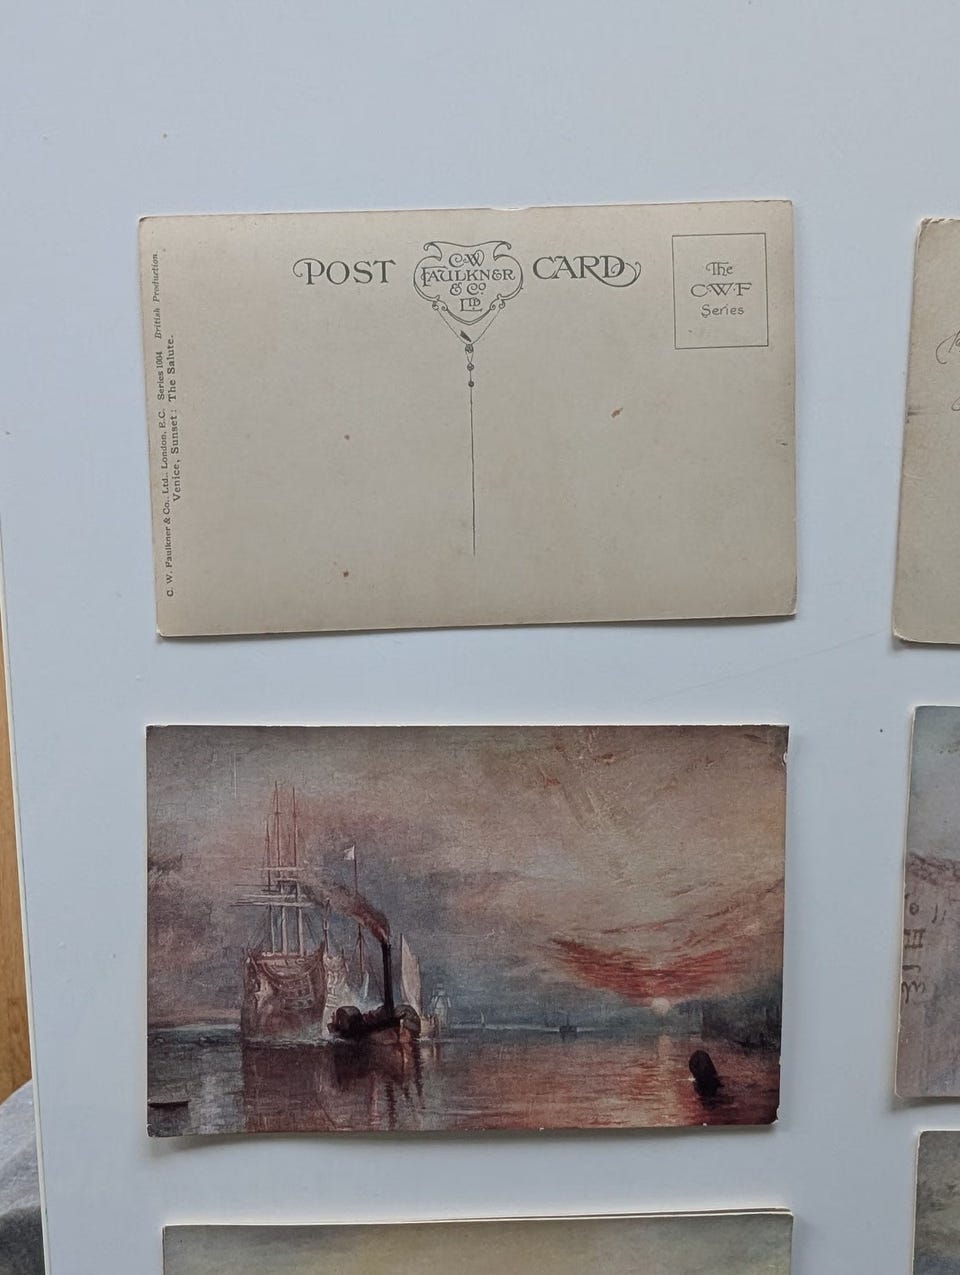 POST CARD
C.W
FAULKNER
& Co
LTD
The
C.W.F
Series
C. W. Faulkner & Co., Ltd., London, E.C. Series 1004 British Production.
Venice, Sunset: The Salute.